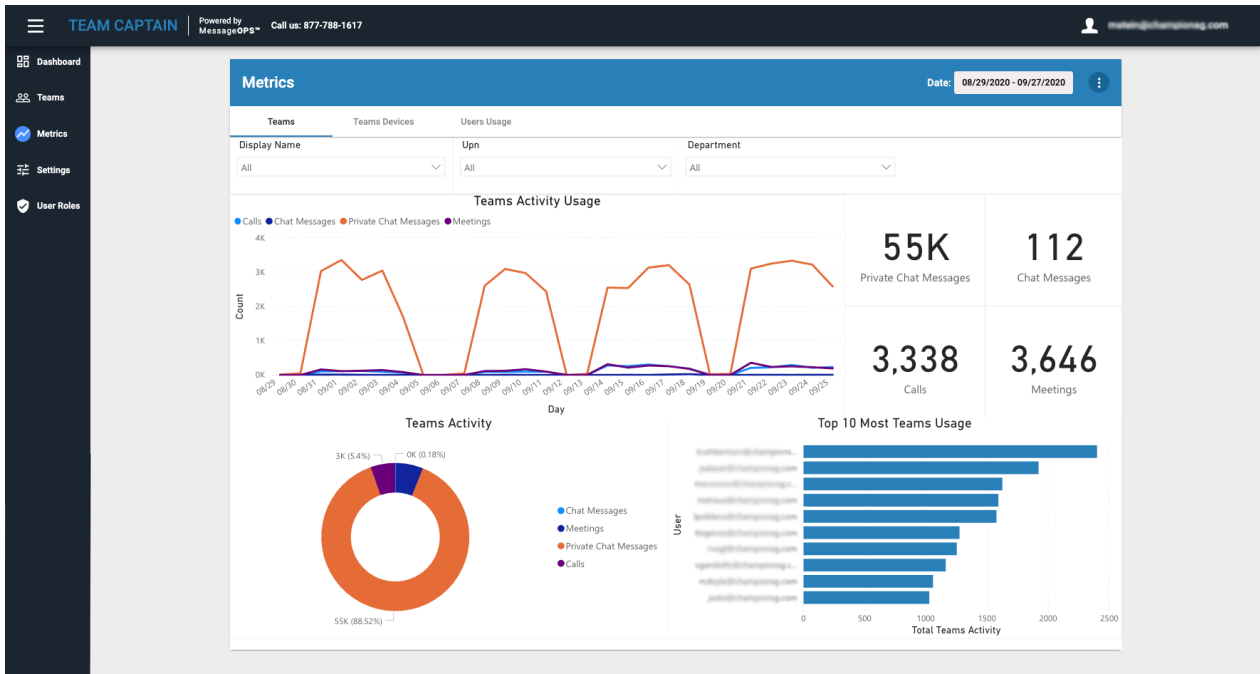 TEAM CAPTAIN
Powered by
MessageOPS™
Call us: 877-788-1617
Dashboard
Teams
Metrics
Settings
User Roles
Metrics
Date: 08/29/2020 - 09/27/2020
Teams Teams Devices Users Usage
Display Name Upn Department
All All All
Teams Activity Usage
Calls Chat Messages Private Chat Messages Meetings
4K
3K
2K
1K
0K
Count
08/29 08/30 08/31 09/01 09/02 09/03 09/04 09/05 09/06 09/07 09/08 09/09 09/10 09/11 09/12 09/13 09/14 09/15 09/16 09/17 09/18 09/19 09/20 09/21 09/22 09/23 09/24 09/25
Day
55K
Private Chat Messages
112
Chat Messages
3,338
Calls
3,646
Meetings
Teams Activity
3K (5.4%) 0K (0.18%)
55K (88.52%)
Chat Messages
Meetings
Private Chat Messages
Calls
Top 10 Most Teams Usage
User
0 500 1000 1500 2000 2500
Total Teams Activity